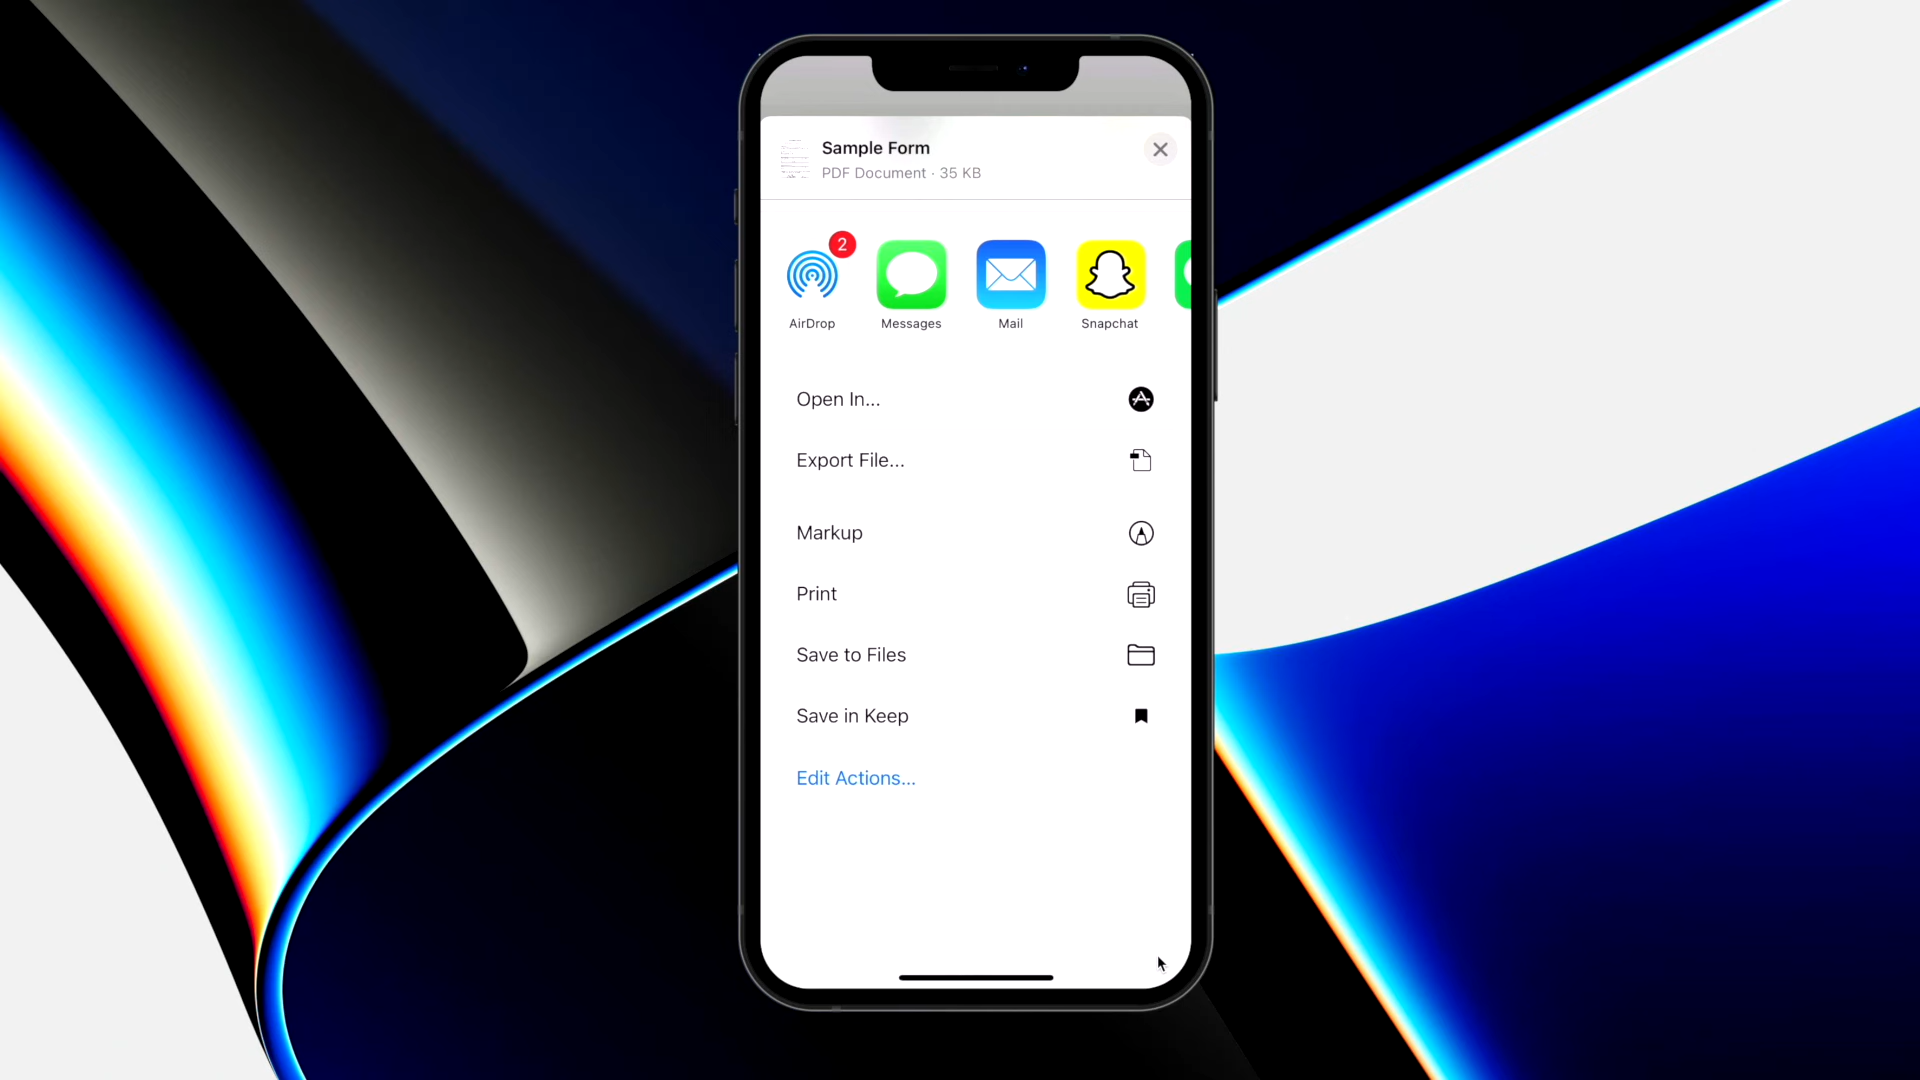 Sample Form
PDF Document · 35 KB
2
AirDrop
Messages
Mail
Snapchat
Open In...
Export File...
Markup
Print
Save to Files
Save in Keep
Edit Actions...